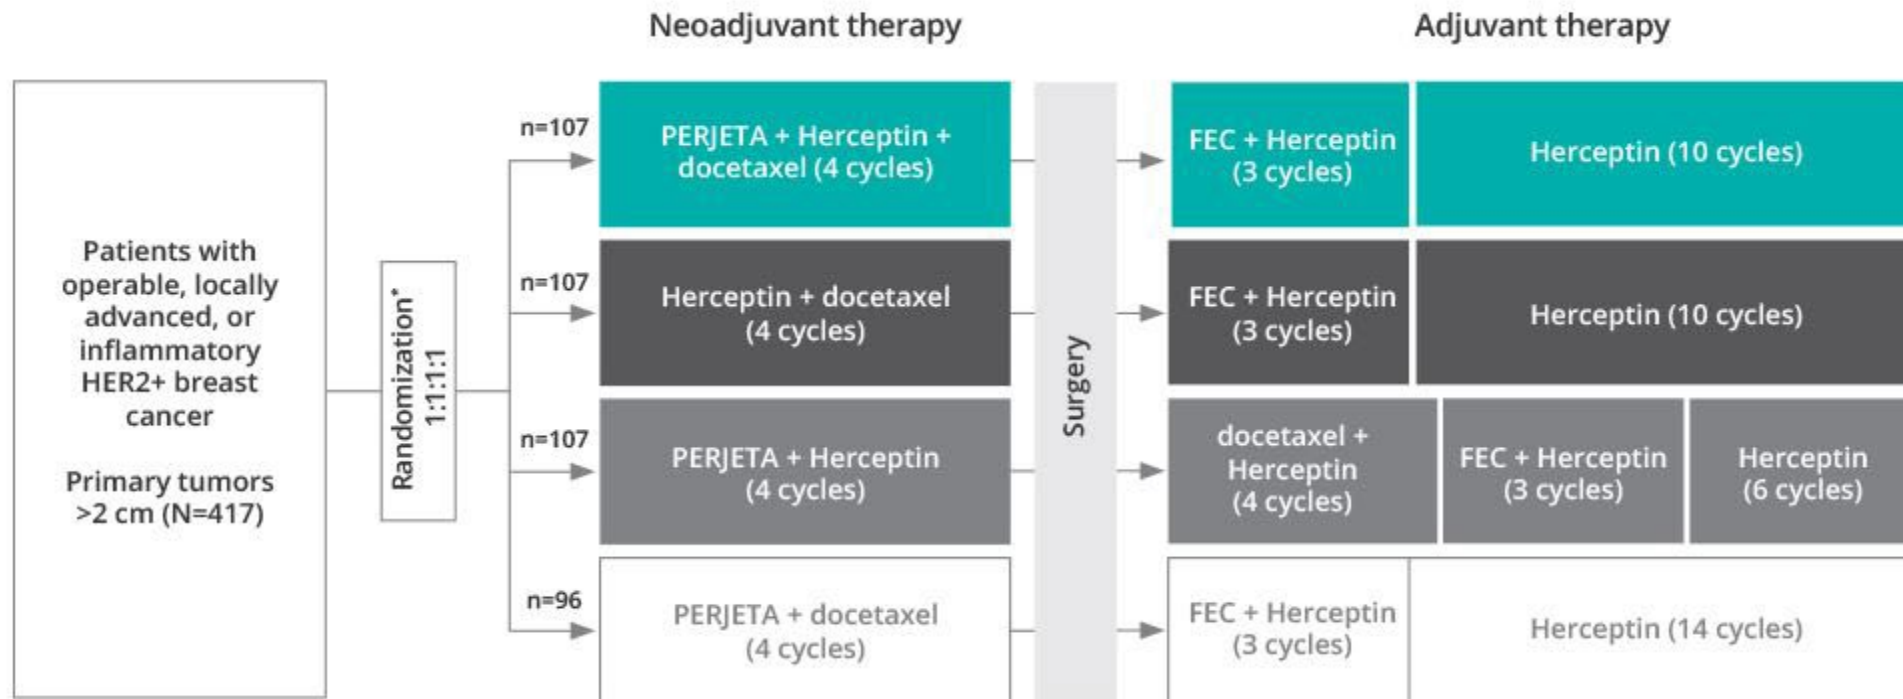 Neoadjuvant therapy
Adjuvant therapy
Patients with
operable, locally
advanced, or
inflammatory
HER2+ breast
cancer
Primary tumors
>2 cm (N=417)
Randomization*
1:1:1:1
n=107
PERJETA + Herceptin +
docetaxel (4 cycles)
n=107
Herceptin + docetaxel
(4 cycles)
n=107
PERJETA + Herceptin
(4 cycles)
n=96
PERJETA + docetaxel
(4 cycles)
Surgery
FEC + Herceptin
(3 cycles)
Herceptin (10 cycles)
FEC + Herceptin
(3 cycles)
Herceptin (10 cycles)
docetaxel +
Herceptin
(4 cycles)
FEC + Herceptin
(3 cycles)
Herceptin
(6 cycles)
FEC + Herceptin
(3 cycles)
Herceptin (14 cycles)